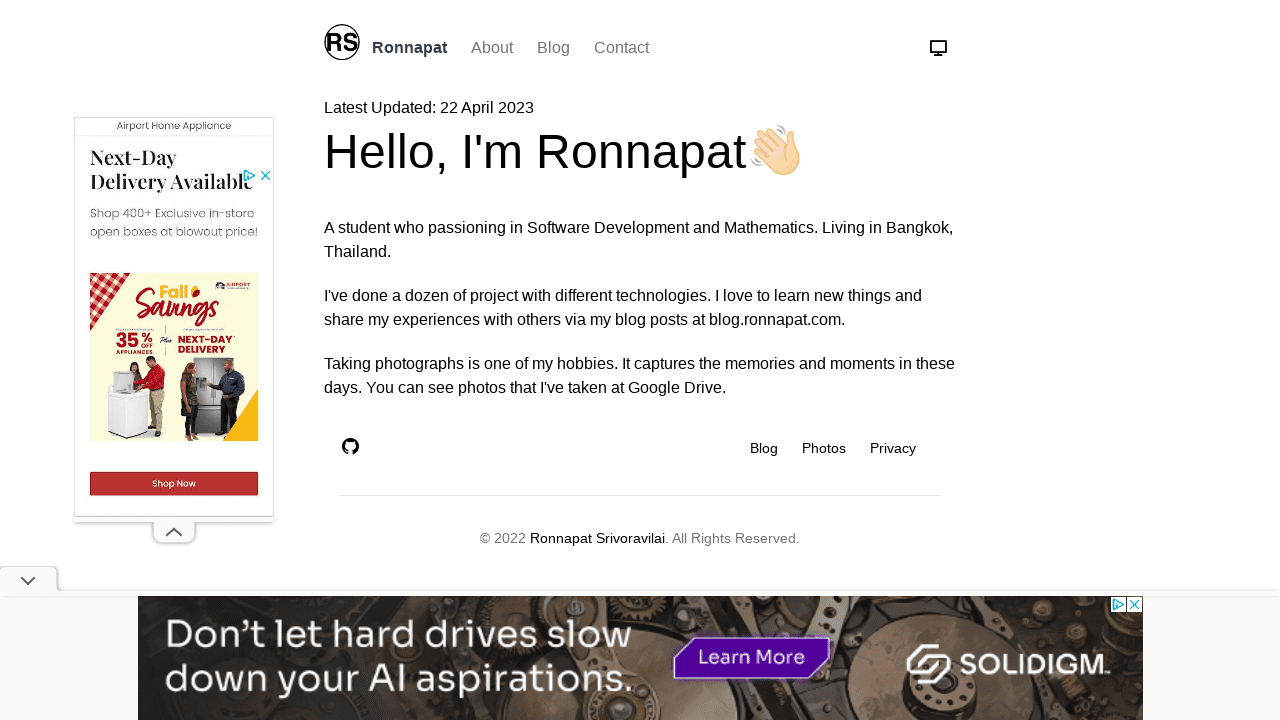 RS Ronnapat About Blog Contact
Latest Updated: 22 April 2023
Hello, I'm Ronnapat
A student who passioning in Software Development and Mathematics. Living in Bangkok,
Thailand.
I've done a dozen of project with different technologies. I love to learn new things and
share my experiences with others via my blog posts at blog.ronnapat.com.
Taking photographs is one of my hobbies. It captures the memories and moments in these
days. You can see photos that I've taken at Google Drive.
Blog Photos Privacy
© 2022 Ronnapat Srivoravilai. All Rights Reserved.
Airport Home Appliance
Next-Day
Delivery Available
Shop 400+ Exclusive in-store
open boxes at blowout price!
AIRPORT
Fall
Savings
35% OFF
APPLIANCES
Plus
NEXT-DAY
DELIVERY
Shop Now
Don't let hard drives slow
down your AI aspirations.
Learn More
SOLIDIGM